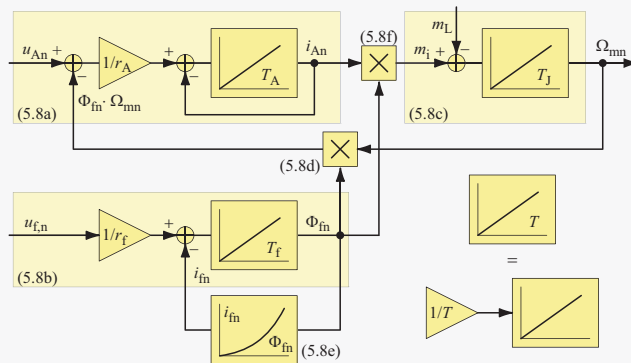 u_An + − 1/r_A + − T_A i_An (5.8f) m_i m_L + − T_J Ω_mn
Φ_fn · Ω_mn
(5.8a) (5.8c)
(5.8d)
u_f,n 1/r_f + − T_f Φ_fn T
i_fn =
(5.8b)
i_fn Φ_fn (5.8e) 1/T